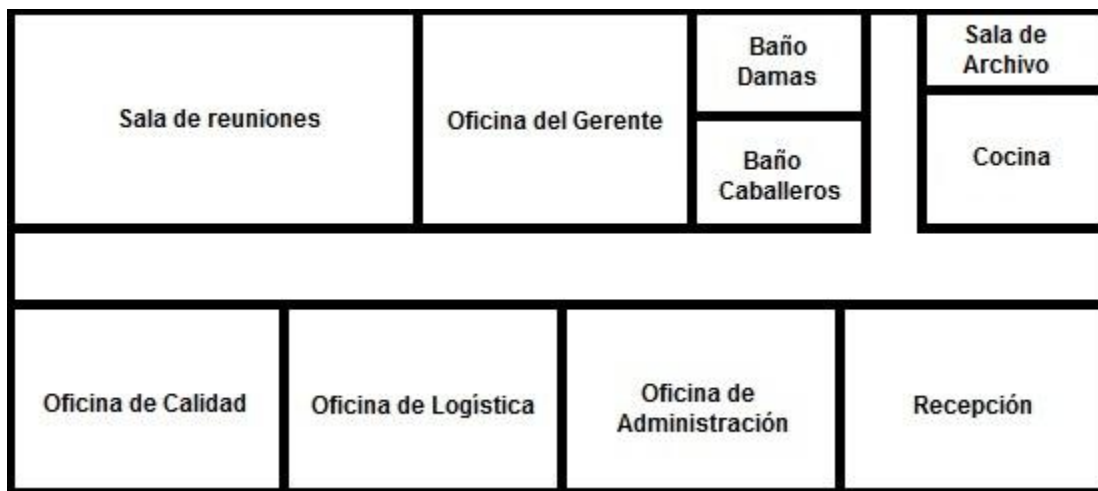 Sala de reuniones
Oficina del Gerente
Baño
Damas
Baño
Caballeros
Sala de
Archivo
Cocina
Oficina de Calidad
Oficina de Logística
Oficina de
Administración
Recepción